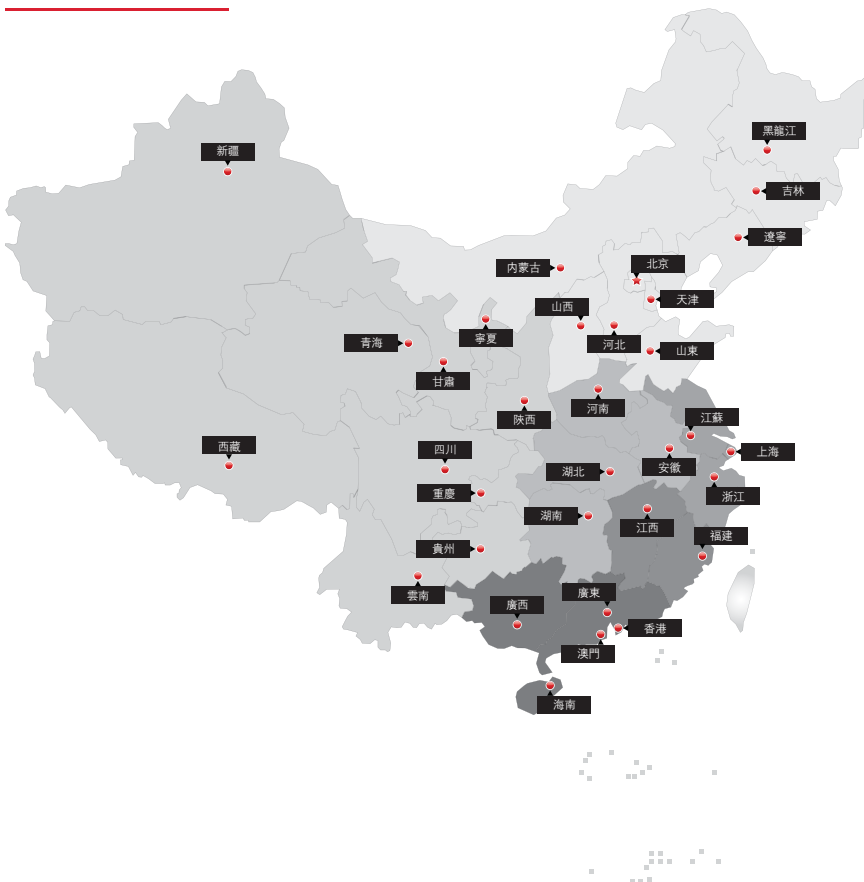 黑龍江
新疆
吉林
遼寧
北京
内蒙古
天津
山西
寧夏
青海
河北
山東
甘肅
河南
陝西
江蘇
西藏
四川
上海
安徽
湖北
重慶
浙江
湖南
江西
福建
貴州
雲南
廣東
廣西
香港
澳門
海南